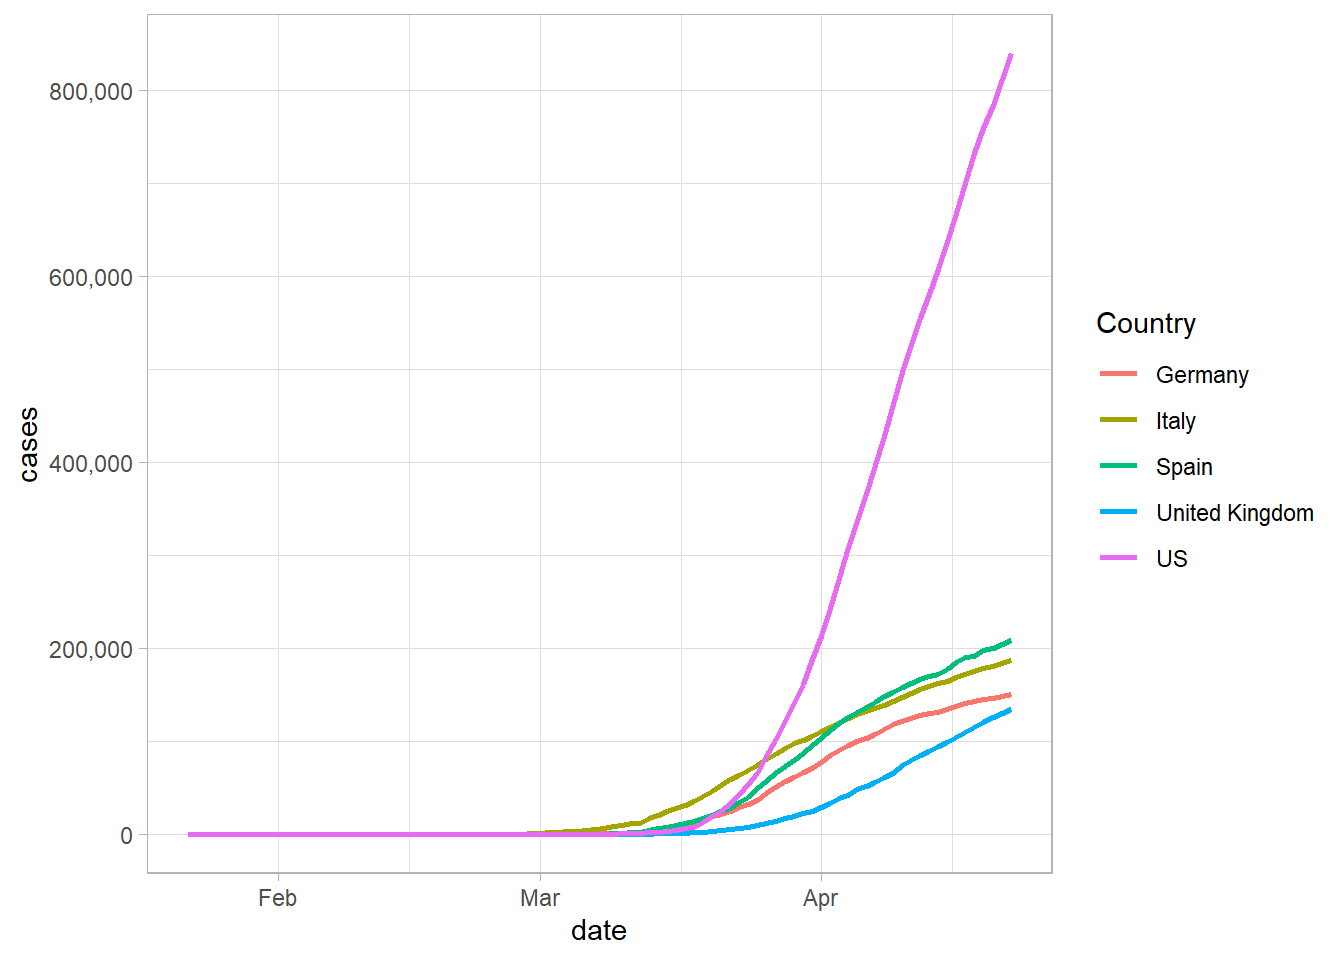 800,000
600,000
400,000
200,000
0
cases
Feb Mar Apr
date
Country
Germany
Italy
Spain
United Kingdom
US